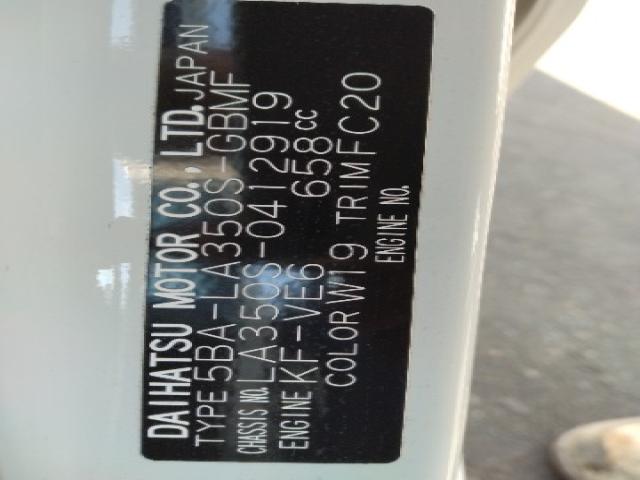 DAIHATSU MOTOR CO., LTD. JAPAN
TYPE 5BA-LA350S-GBMF
CHASSIS NO. LA350S-0412919
ENGINE KF-VE6 658cc
COLOR W19 TRIM FC20
ENGINE NO.